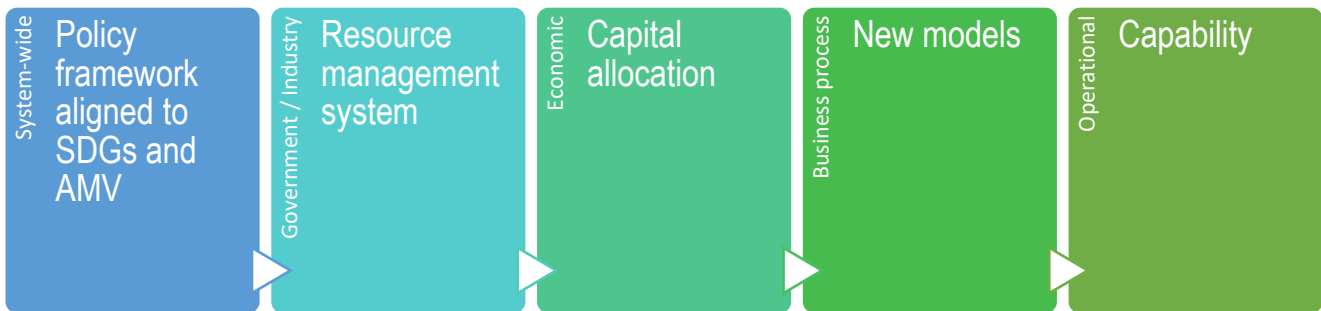 System-wide
Policy
framework
aligned to
SDGs and
AMV
Government / Industry
Resource
management
system
Economic
Capital
allocation
Business process
New models
Operational
Capability